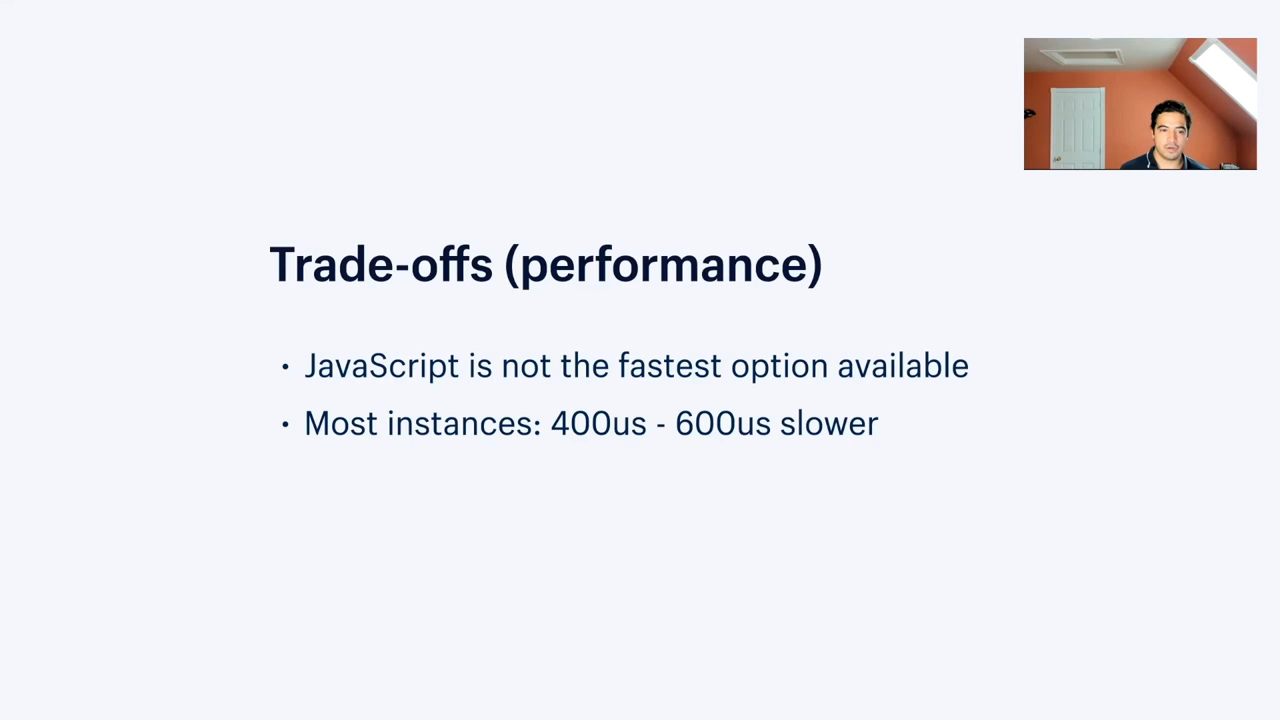 Trade-offs (performance)
• JavaScript is not the fastest option available
• Most instances: 400us - 600us slower